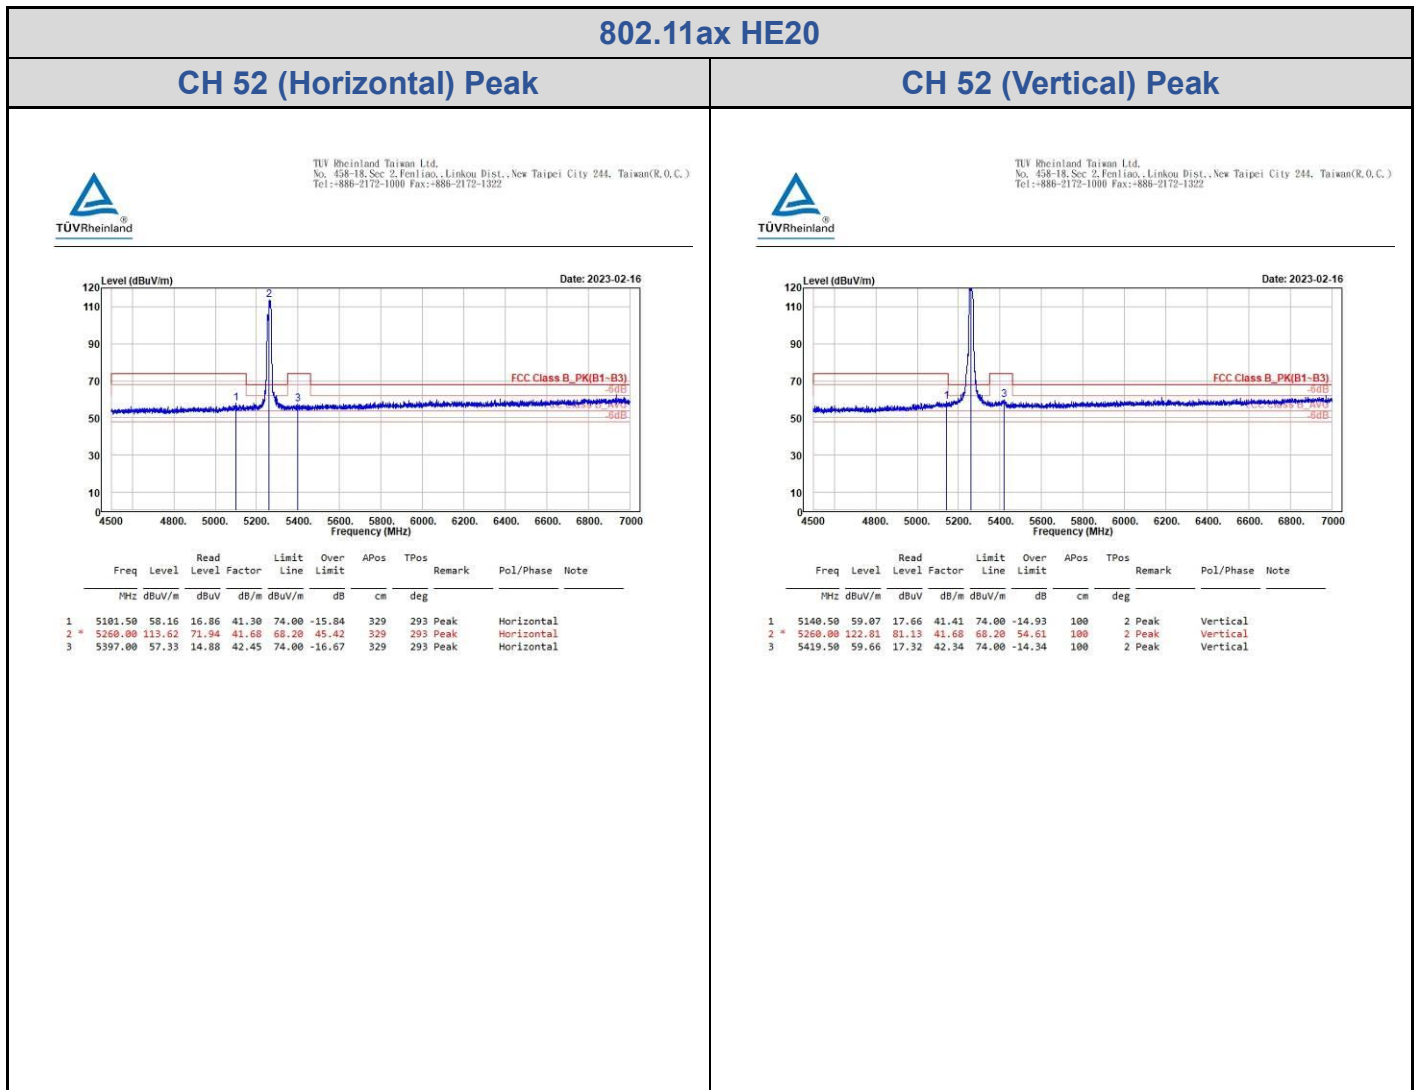 802.11ax HE20
CH 52 (Horizontal) Peak
TUV Rheinland Taiwan Ltd.
No. 458-18.Sec 2.Fenliao..Linkou Dist..New Taipei City 244. Taiwan(R.O.C.)
Tel:+886-2172-1000 Fax:+886-2172-1322
TÜVRheinland ®
Level (dBuV/m) Date: 2023-02-16
120
110
90
70
50
30
10
0
2
1
3
FCC Class B_PK(B1~B3)
-6dB
FCC Class B_AVG
-6dB
4500 4800. 5000. 5200. 5400. 5600. 5800. 6000. 6200. 6400. 6600. 6800. 7000
Frequency (MHz)
Read Limit Over APos TPos
Freq Level Level Factor Line Limit Remark Pol/Phase Note
MHz dBuV/m dBuV dB/m dBuV/m dB cm deg
1 5101.50 58.16 16.86 41.30 74.00 -15.84 329 293 Peak Horizontal
2 * 5260.00 113.62 71.94 41.68 68.20 45.42 329 293 Peak Horizontal
3 5397.00 57.33 14.88 42.45 74.00 -16.67 329 293 Peak Horizontal
CH 52 (Vertical) Peak
TUV Rheinland Taiwan Ltd.
No. 458-18.Sec 2.Fenliao..Linkou Dist..New Taipei City 244. Taiwan(R.O.C.)
Tel:+886-2172-1000 Fax:+886-2172-1322
TÜVRheinland ®
Level (dBuV/m) Date: 2023-02-16
120
110
90
70
50
30
10
0
1
3
FCC Class B_PK(B1~B3)
-6dB
FCC Class B_AVG
-6dB
4500 4800. 5000. 5200. 5400. 5600. 5800. 6000. 6200. 6400. 6600. 6800. 7000
Frequency (MHz)
Read Limit Over APos TPos
Freq Level Level Factor Line Limit Remark Pol/Phase Note
MHz dBuV/m dBuV dB/m dBuV/m dB cm deg
1 5140.50 59.07 17.66 41.41 74.00 -14.93 100 2 Peak Vertical
2 * 5260.00 122.81 81.13 41.68 68.20 54.61 100 2 Peak Vertical
3 5419.50 59.66 17.32 42.34 74.00 -14.34 100 2 Peak Vertical